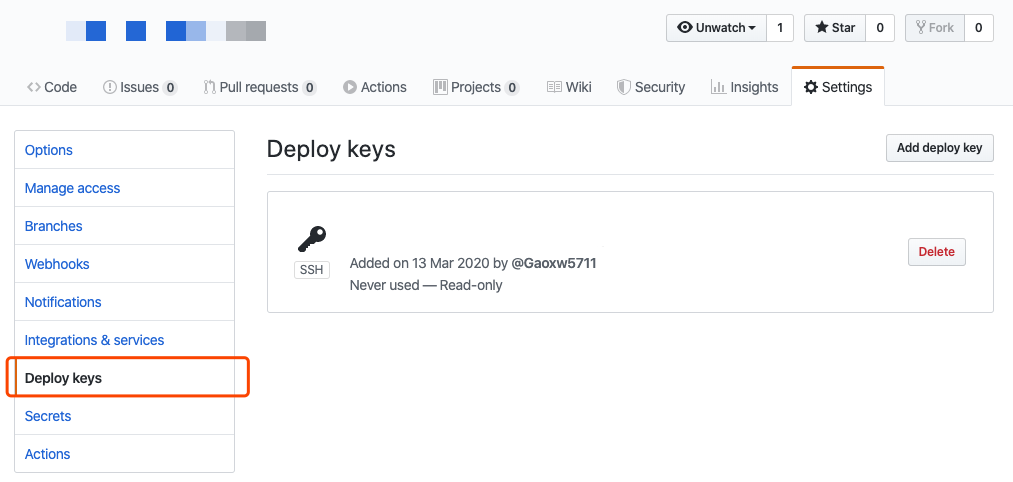 Unwatch 1 Star 0 Fork 0
Code Issues 0 Pull requests 0 Actions Projects 0 Wiki Security Insights Settings
Options
Manage access
Branches
Webhooks
Notifications
Integrations & services
Deploy keys
Secrets
Actions
Deploy keys
Add deploy key
SSH
Added on 13 Mar 2020 by @Gaoxw5711
Never used — Read-only
Delete